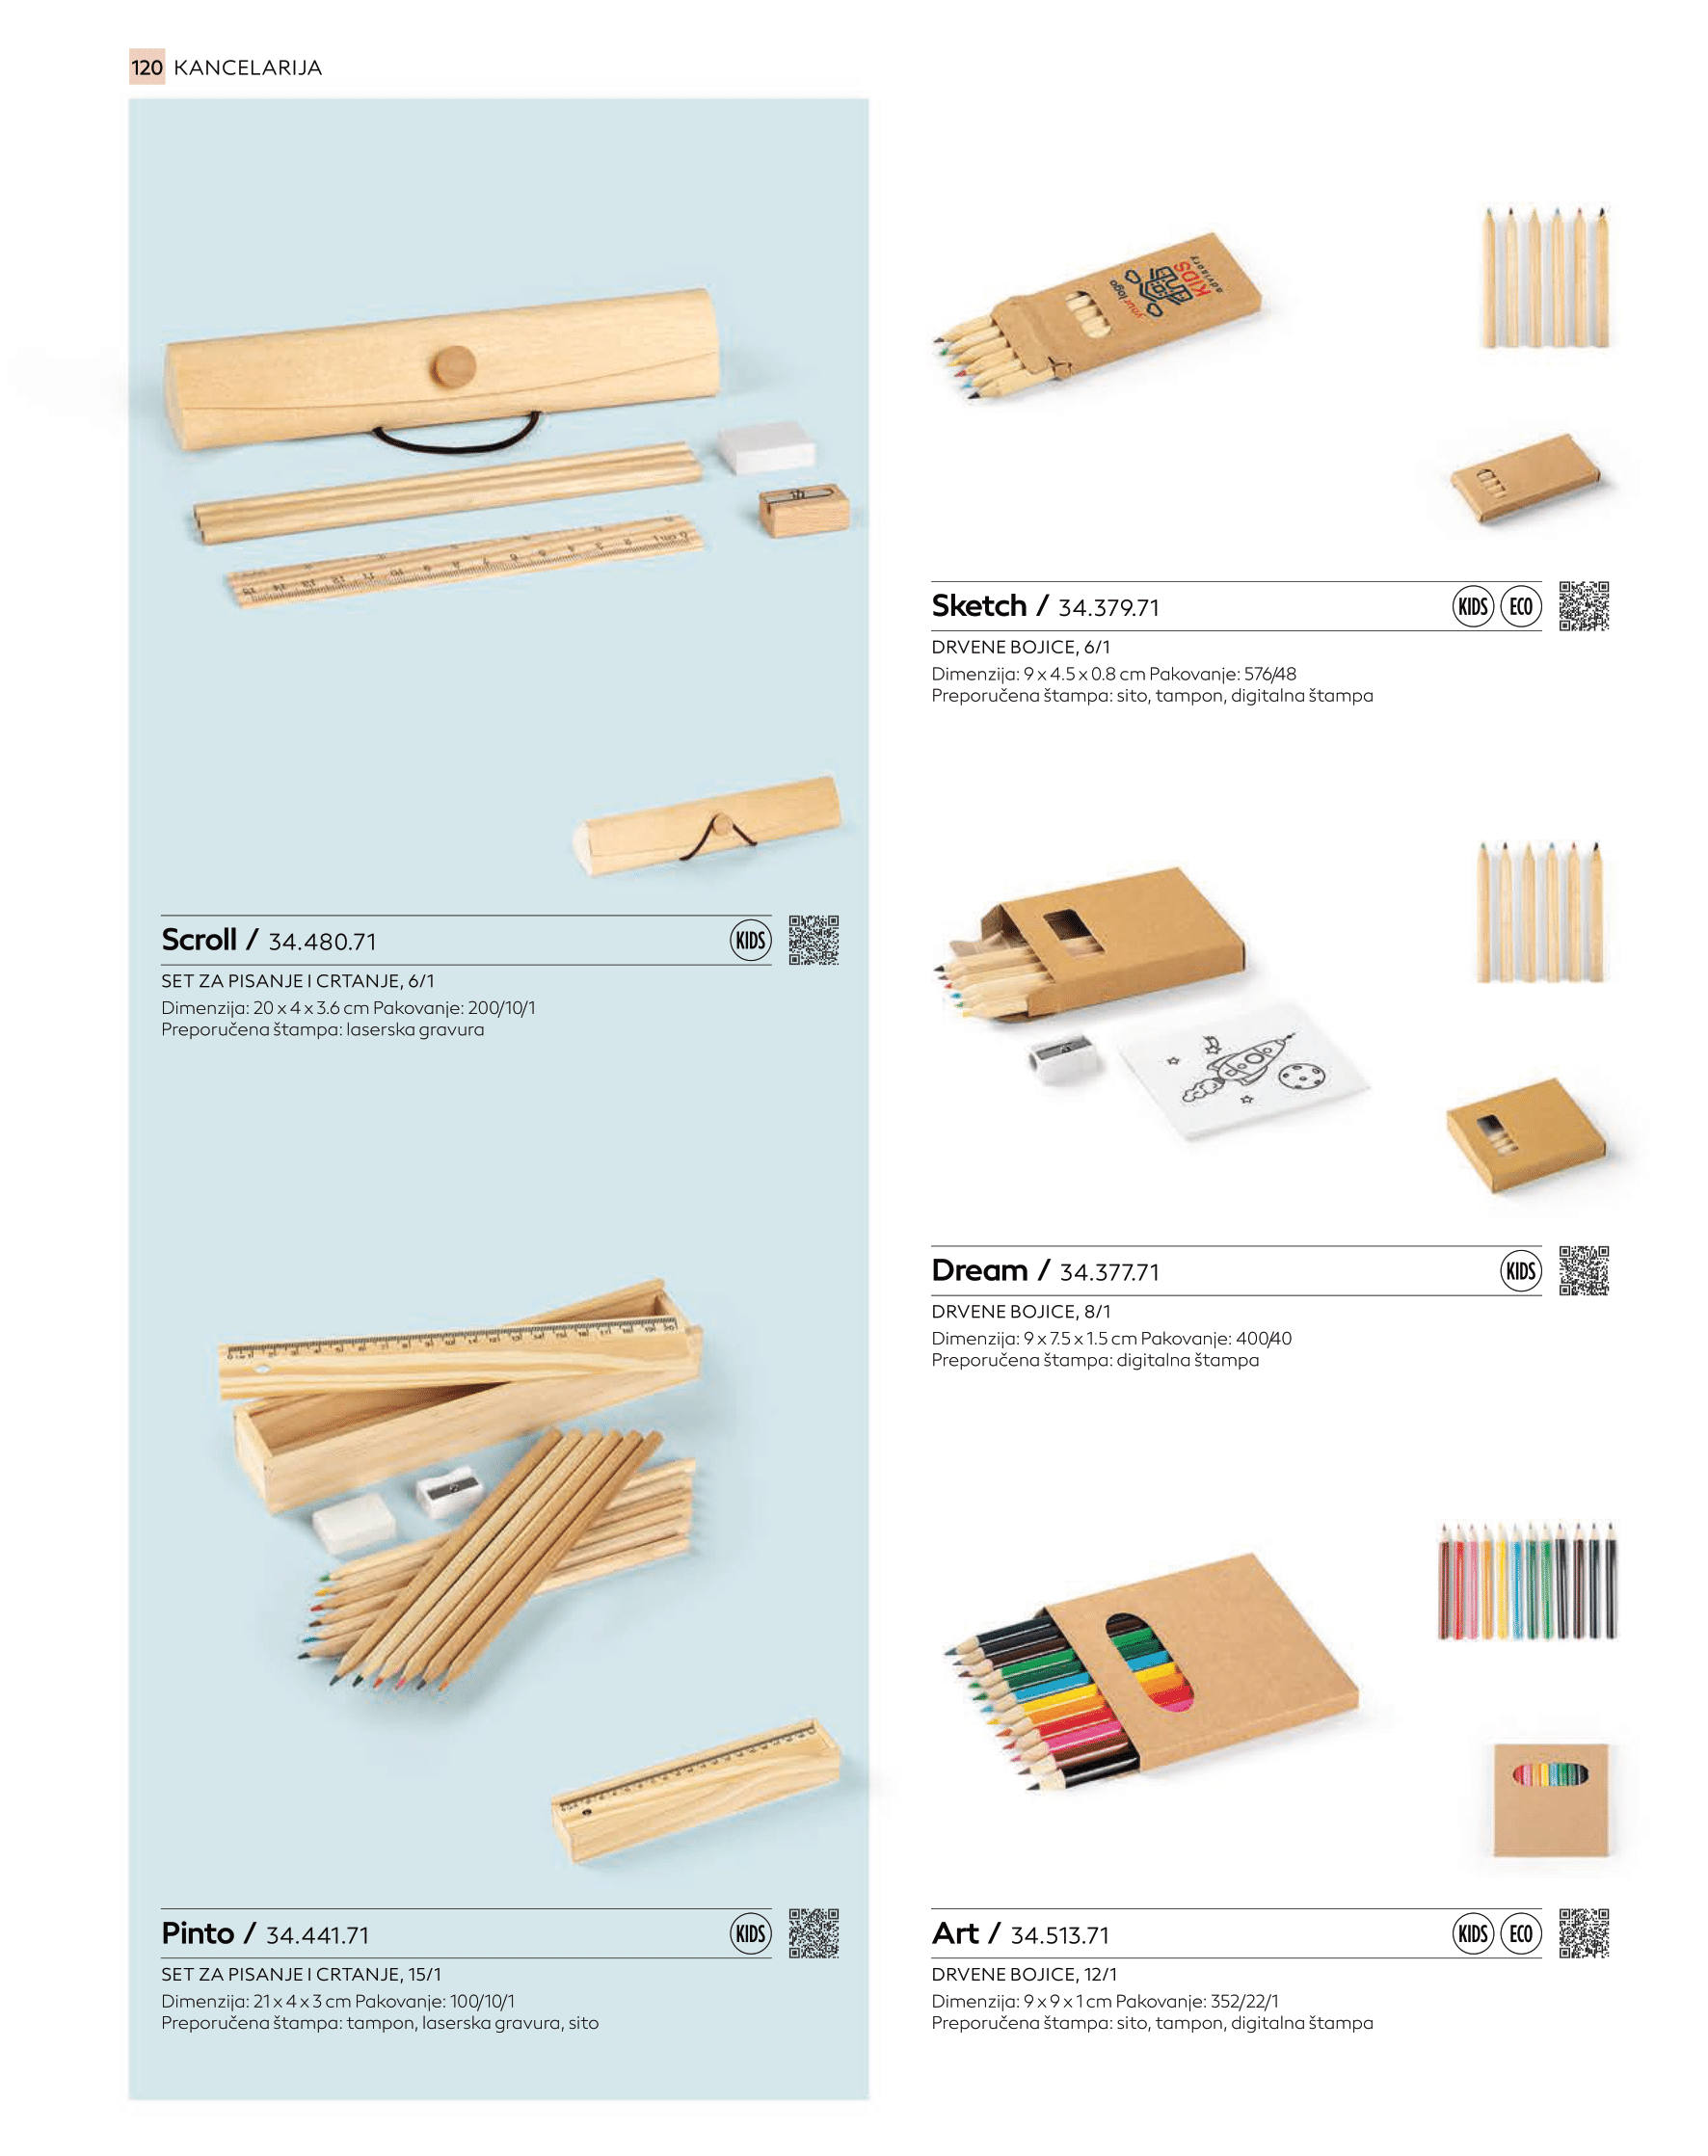 120 KANCELARIJA
Scroll / 34.480.71
KIDS
SET ZA PISANJE I CRTANJE, 6/1
Dimenzija: 20 x 4 x 3.6 cm Pakovanje: 200/10/1
Preporučena štampa: laserska gravura
Pinto / 34.441.71
KIDS
SET ZA PISANJE I CRTANJE, 15/1
Dimenzija: 21 x 4 x 3 cm Pakovanje: 100/10/1
Preporučena štampa: tampon, laserska gravura, sito
your logo
KIDS
advisory
Sketch / 34.379.71
KIDS ECO
DRVENE BOJICE, 6/1
Dimenzija: 9 x 4.5 x 0.8 cm Pakovanje: 576/48
Preporučena štampa: sito, tampon, digitalna štampa
Dream / 34.377.71
KIDS
DRVENE BOJICE, 8/1
Dimenzija: 9 x 7.5 x 1.5 cm Pakovanje: 400/40
Preporučena štampa: digitalna štampa
Art / 34.513.71
KIDS ECO
DRVENE BOJICE, 12/1
Dimenzija: 9 x 9 x 1 cm Pakovanje: 352/22/1
Preporučena štampa: sito, tampon, digitalna štampa